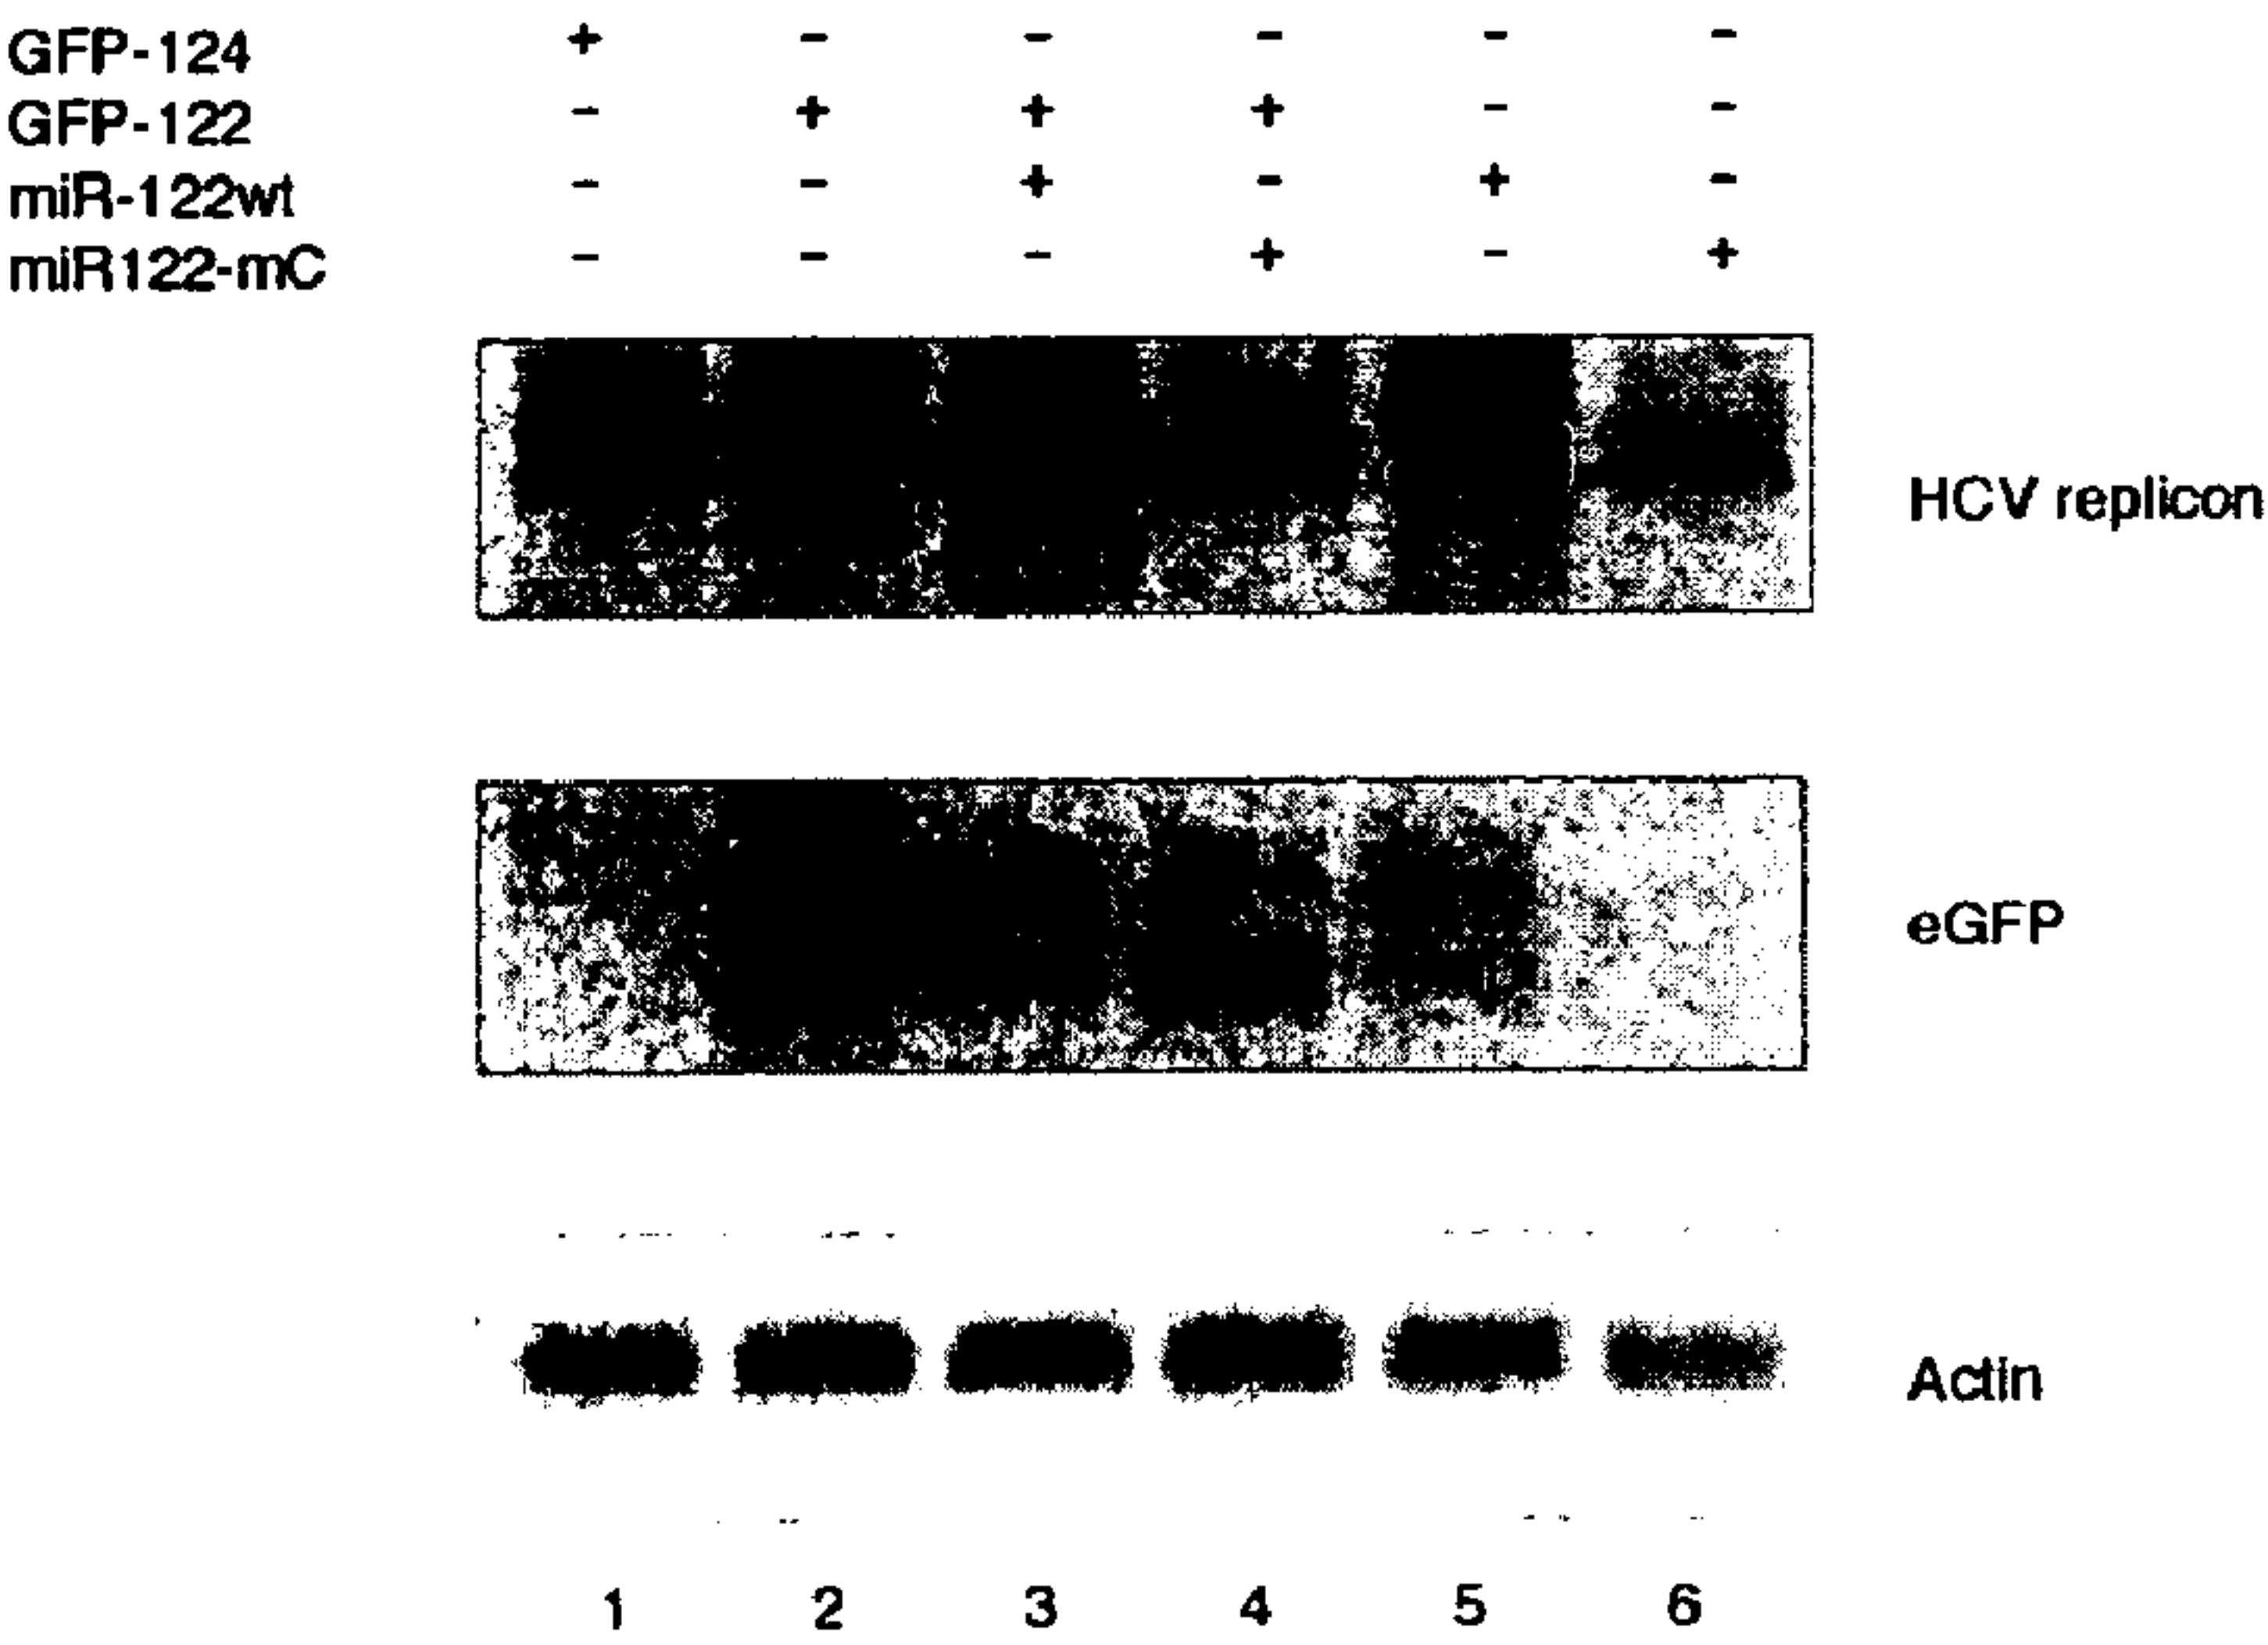 GFP-124 + - - - - -
GFP-122 - + + + - -
miR-122wt - - + - + -
miR122-mC - - - + - +
HCV replicon
eGFP
Actin
1 2 3 4 5 6